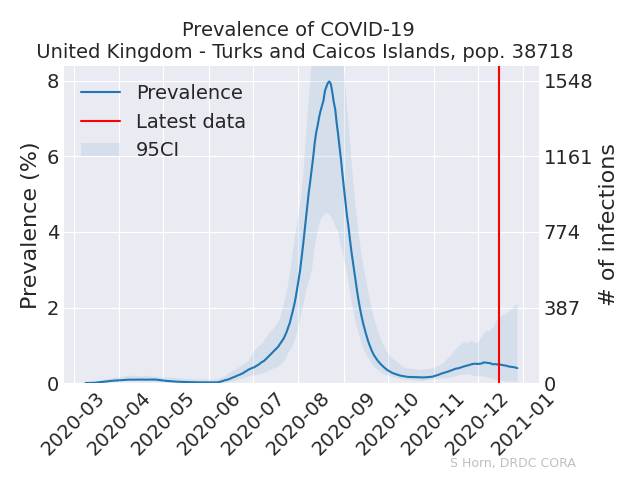 Prevalence of COVID-19
United Kingdom - Turks and Caicos Islands, pop. 38718
Prevalence
Latest data
95CI
Prevalence (%)
8
6
4
2
0
# of infections
1548
1161
774
387
0
2020-03
2020-04
2020-05
2020-06
2020-07
2020-08
2020-09
2020-10
2020-11
2020-12
2021-01
S Horn, DRDC CORA